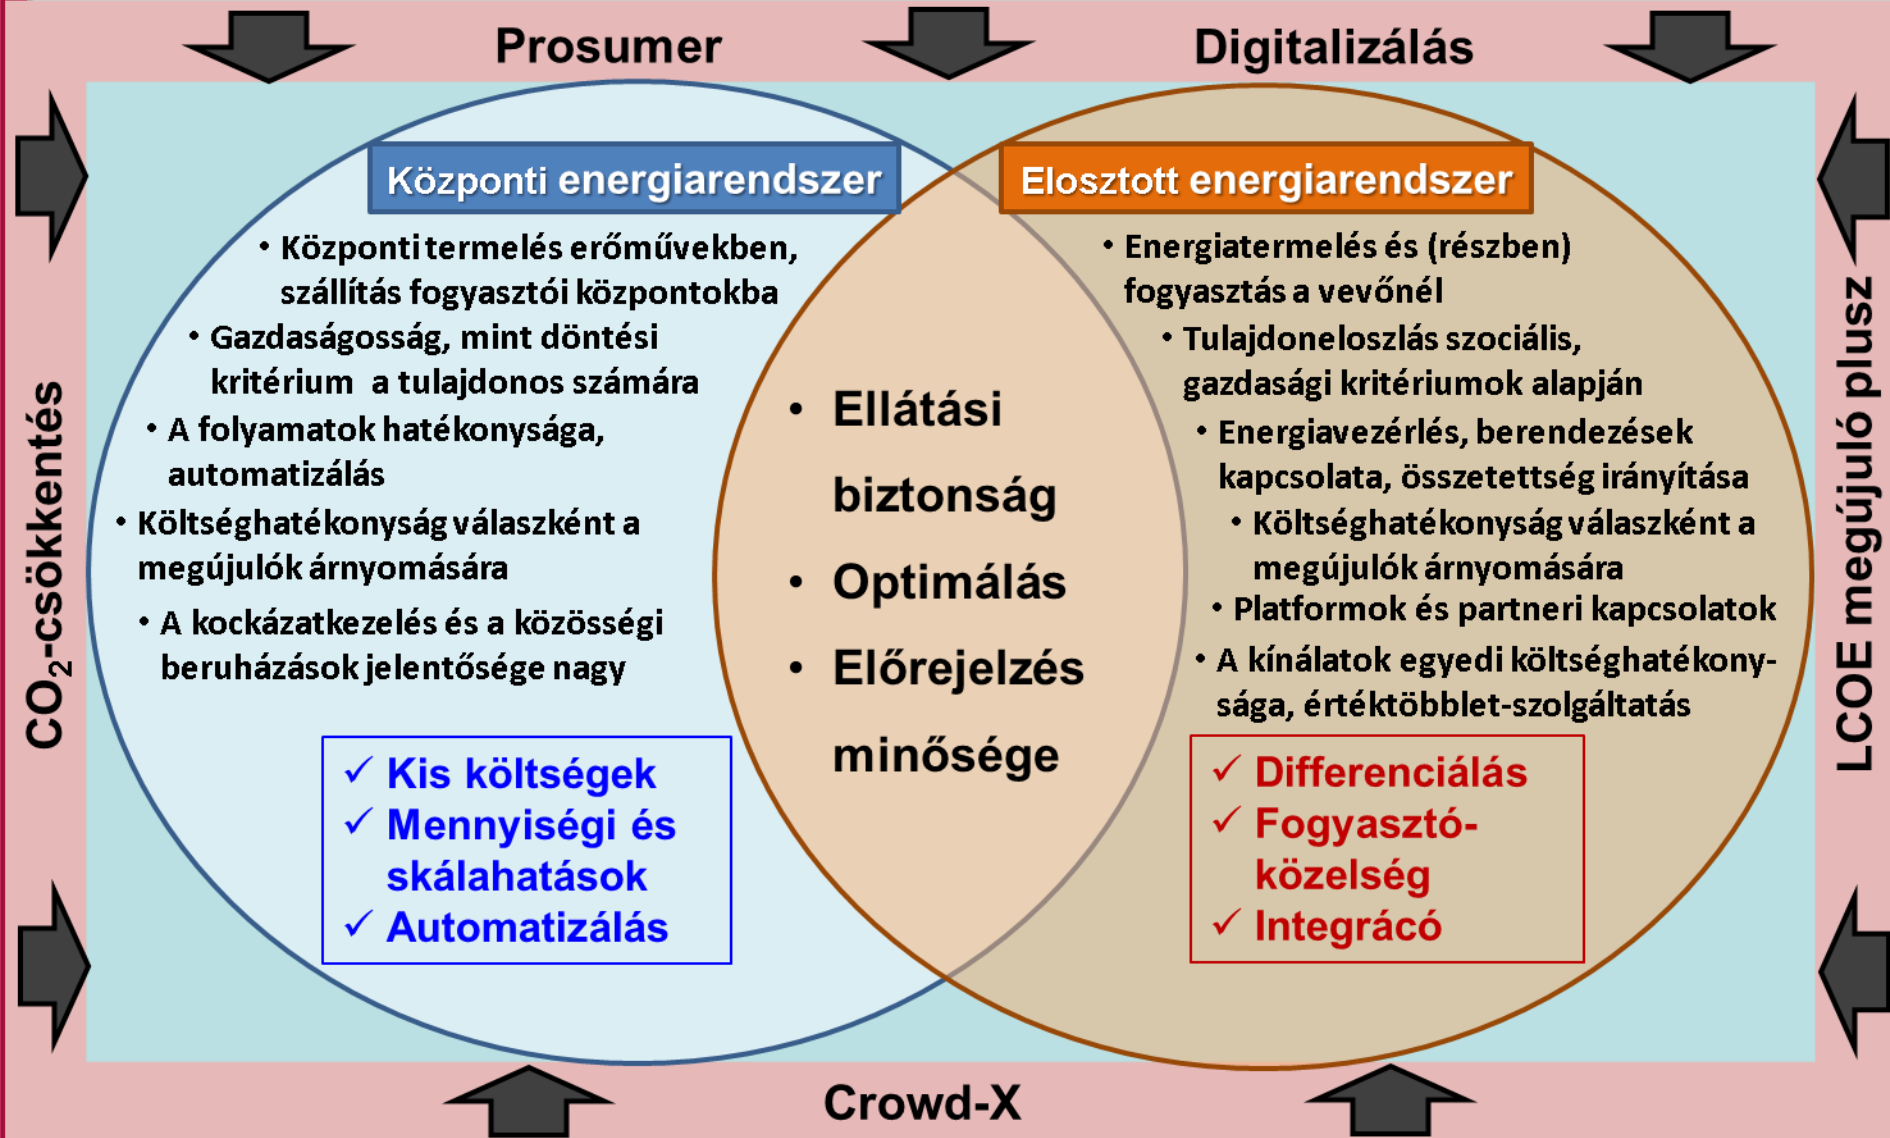 Prosumer
Digitalizálás
CO2-csökkentés
LCOE megújuló plusz
Központi energiarendszer
• Központi termelés erőművekben,
szállítás fogyasztói központokba
• Gazdaságosság, mint döntési
kritérium a tulajdonos számára
• A folyamatok hatékonysága,
automatizálás
• Költséghatékonyság válaszként a
megújulók árnyomására
• A kockázatkezelés és a közösségi
beruházások jelentősége nagy
✓ Kis költségek
✓ Mennyiségi és
skálahatások
✓ Automatizálás
• Ellátási
biztonság
• Optimálás
• Előrejelzés
minősége
Elosztott energiarendszer
• Energiatermelés és (részben)
fogyasztás a vevőnél
• Tulajdoneloszlás szociális,
gazdasági kritériumok alapján
• Energiavezérlés, berendezések
kapcsolata, összetettség irányítása
• Költséghatékonyság válaszként a
megújulók árnyomására
• Platformok és partneri kapcsolatok
• A kínálatok egyedi költséghatékony-
sága, értéktöbblet-szolgáltatás
✓ Differenciálás
✓ Fogyasztó-
közelség
✓ Integrácó
Crowd-X